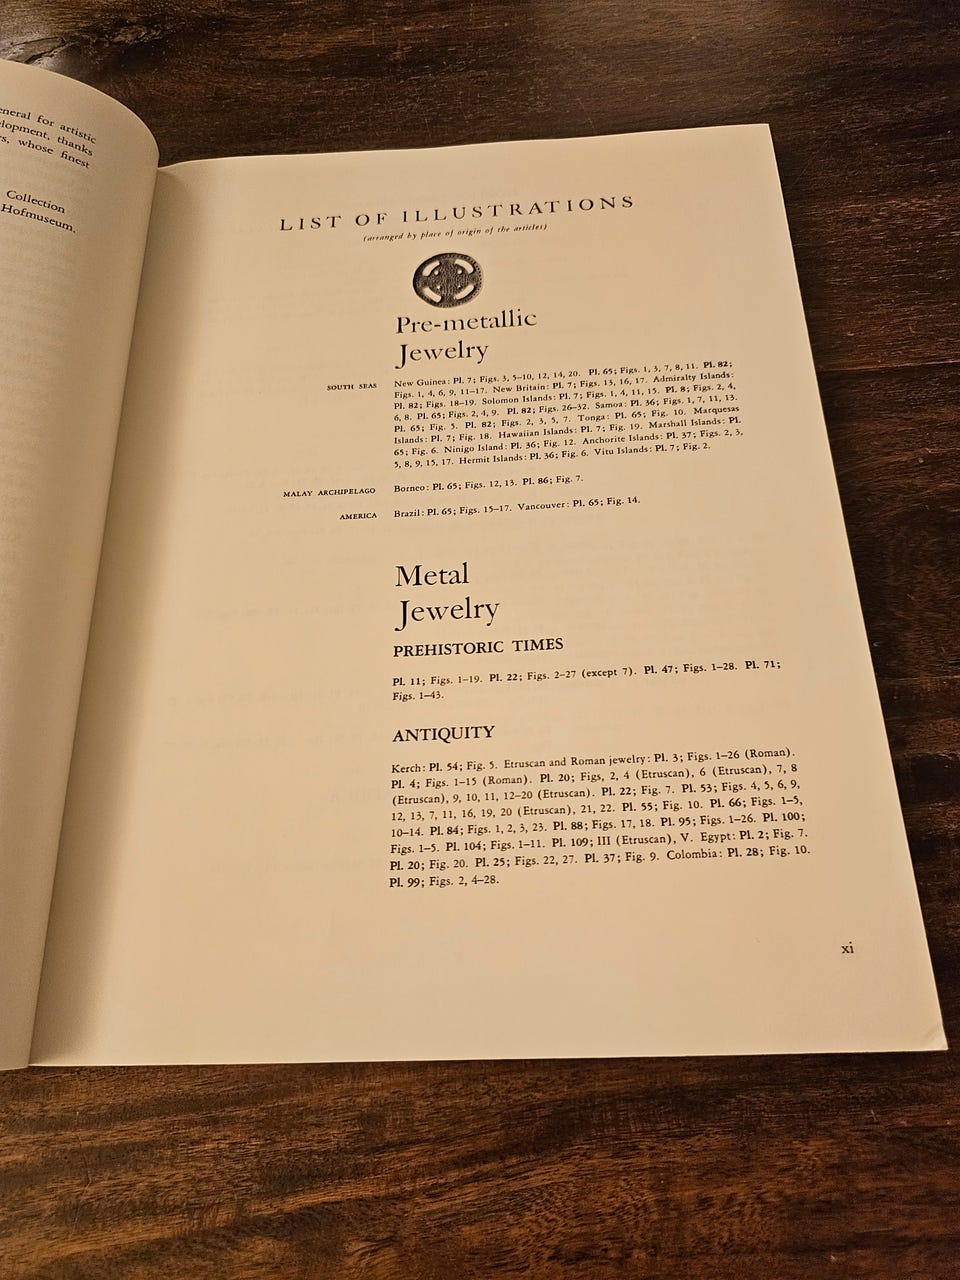 eneral for artistic
elopment, thanks
rs, whose finest
Collection
Hofmuseum.
LIST OF ILLUSTRATIONS
(arranged by place of origin of the articles)
Pre-metallic
Jewelry
SOUTH SEAS
New Guinea: Pl. 7; Figs. 3, 5–10, 12, 14, 20. Pl. 65; Figs. 1, 3, 7, 8, 11. Pl. 82;
Figs. 1, 4, 6, 9, 11–17. New Britain: Pl. 7; Figs. 13, 16, 17. Admiralty Islands:
Pl. 82; Figs. 18–19. Solomon Islands: Pl. 7; Figs. 1, 4, 11, 15. Pl. 8; Figs. 2, 4,
6, 8. Pl. 65; Figs. 2, 4, 9. Pl. 82; Figs. 26–32. Samoa: Pl. 36; Figs. 1, 7, 11, 13.
Pl. 65; Fig. 5. Pl. 82; Figs. 2, 3, 5, 7. Tonga: Pl. 65; Fig. 10. Marquesas
Islands: Pl. 7; Fig. 18. Hawaiian Islands: Pl. 7; Fig. 19. Marshall Islands: Pl.
65; Fig. 6. Ninigo Island: Pl. 36; Fig. 12. Anchorite Islands: Pl. 37; Figs. 2, 3,
5, 8, 9, 15, 17. Hermit Islands: Pl. 36; Fig. 6. Vitu Islands: Pl. 7; Fig. 2.
MALAY ARCHIPELAGO
Borneo: Pl. 65; Figs. 12, 13. Pl. 86; Fig. 7.
AMERICA
Brazil: Pl. 65; Figs. 15–17. Vancouver: Pl. 65; Fig. 14.
Metal
Jewelry
PREHISTORIC TIMES
Pl. 11; Figs. 1–19. Pl. 22; Figs. 2–27 (except 7). Pl. 47; Figs. 1–28. Pl. 71;
Figs. 1–43.
ANTIQUITY
Kerch: Pl. 54; Fig. 5. Etruscan and Roman jewelry: Pl. 3; Figs. 1–26 (Roman).
Pl. 4; Figs. 1–15 (Roman). Pl. 20; Figs, 2, 4 (Etruscan), 6 (Etruscan), 7, 8
(Etruscan), 9, 10, 11, 12–20 (Etruscan). Pl. 22; Fig. 7. Pl. 53; Figs. 4, 5, 6, 9,
12, 13, 7, 11, 16, 19, 20 (Etruscan), 21, 22. Pl. 55; Fig. 10. Pl. 66; Figs. 1–5,
10–14. Pl. 84; Figs. 1, 2, 3, 23. Pl. 88; Figs. 17, 18. Pl. 95; Figs. 1–26. Pl. 100;
Figs. 1–5. Pl. 104; Figs. 1–11. Pl. 109; III (Etruscan), V. Egypt: Pl. 2; Fig. 7.
Pl. 20; Fig. 20. Pl. 25; Figs. 22, 27. Pl. 37; Fig. 9. Colombia: Pl. 28; Fig. 10.
Pl. 99; Figs. 2, 4–28.
xi